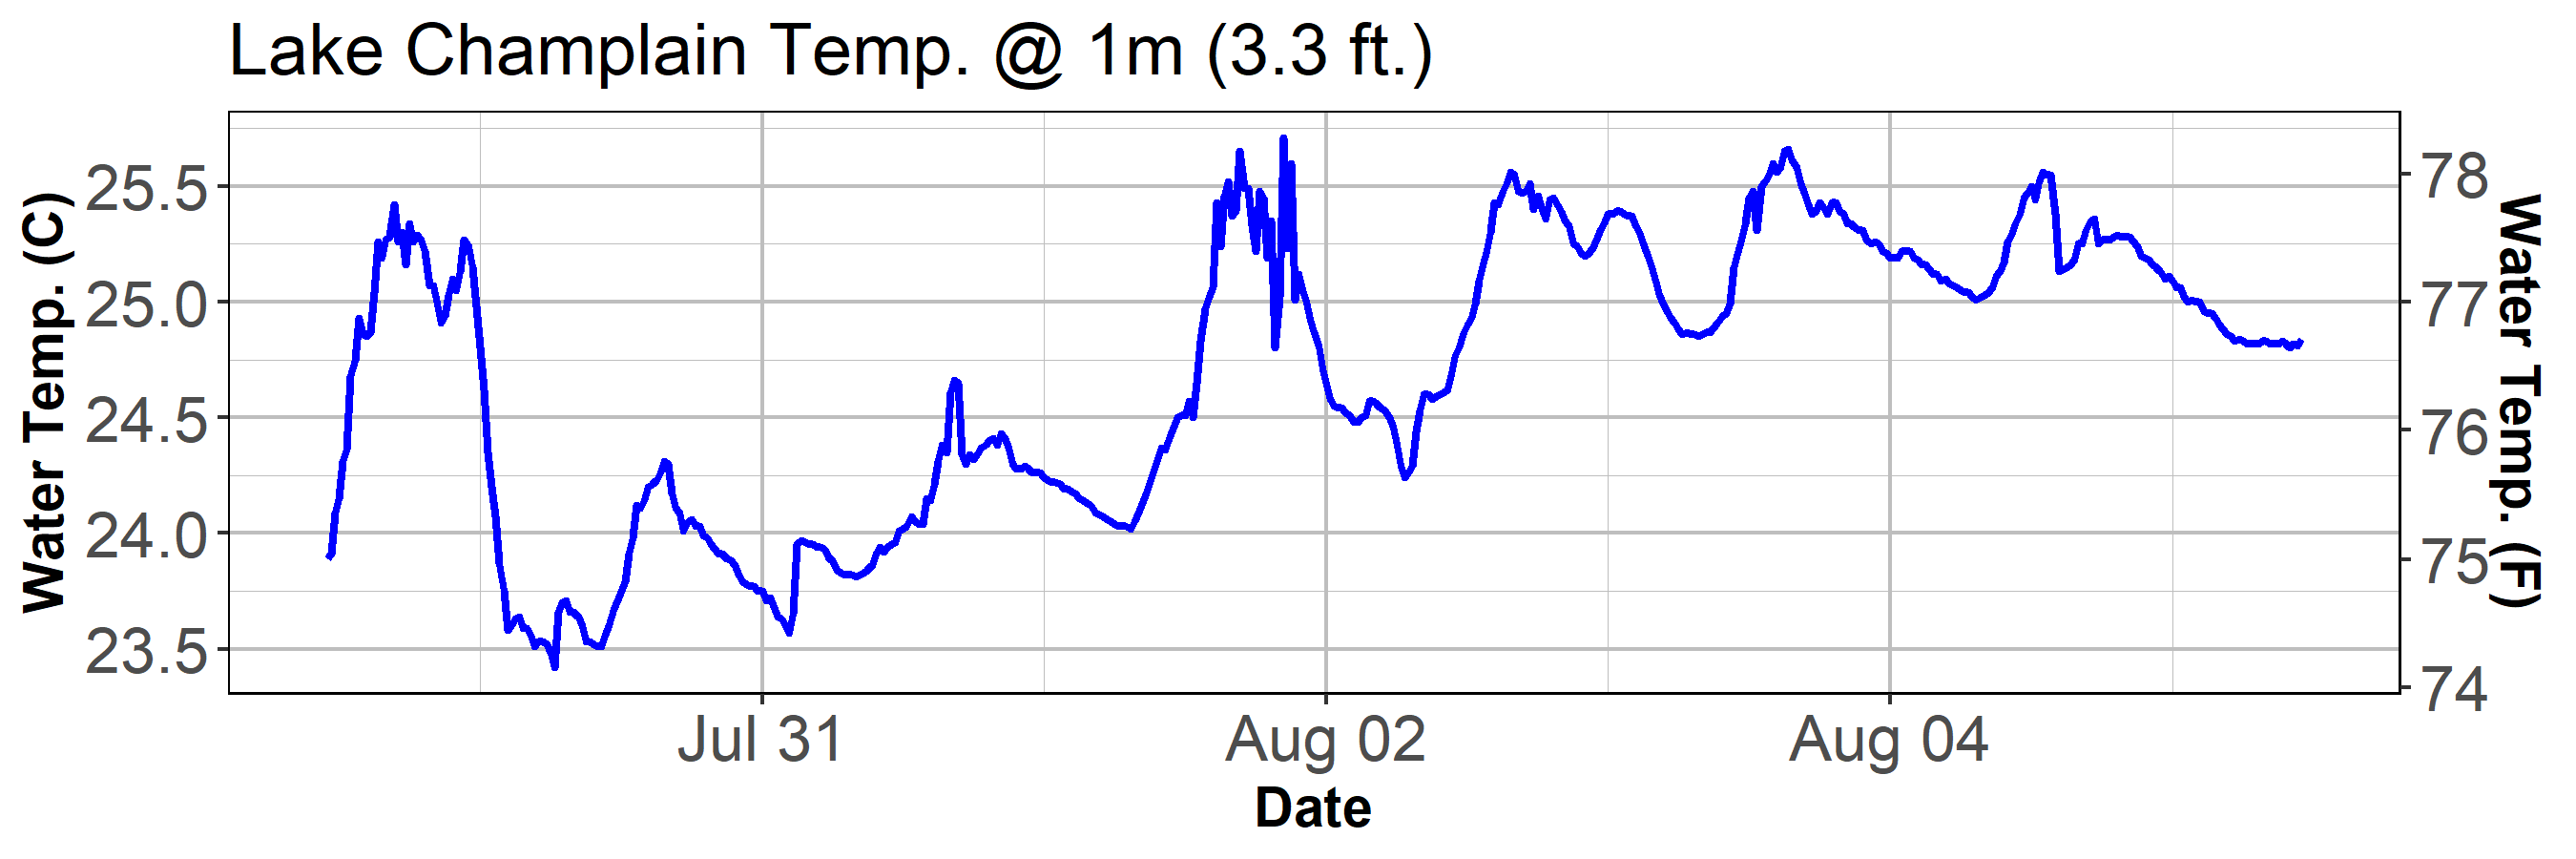 Lake Champlain Temp. @ 1m (3.3 ft.)
Water Temp. (C)
25.5
25.0
24.5
24.0
23.5
78
77
76
75
74
Water Temp. (F)
Jul 31
Aug 02
Aug 04
Date